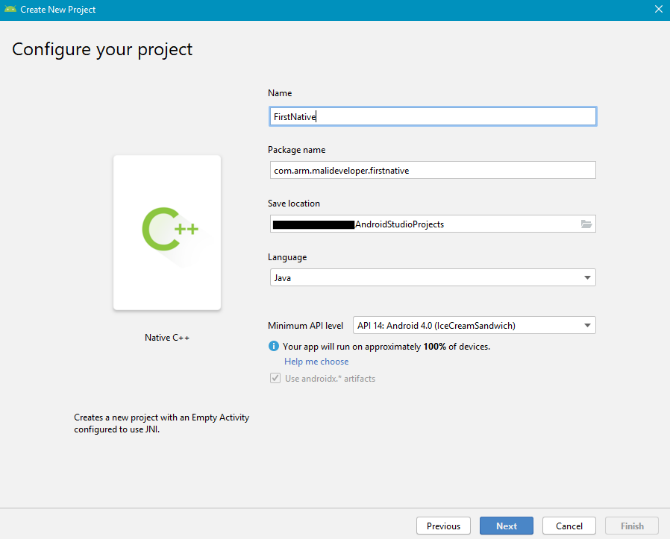 Create New Project
Configure your project
Name
FirstNative
Package name
com.arm.malideveloper.firstnative
Save location
AndroidStudioProjects
Language
Java
Minimum API level API 14: Android 4.0 (IceCreamSandwich)
Your app will run on approximately 100% of devices.
Help me choose
Use androidx.* artifacts
C++
Native C++
Creates a new project with an Empty Activity
configured to use JNI.
Previous Next Cancel Finish